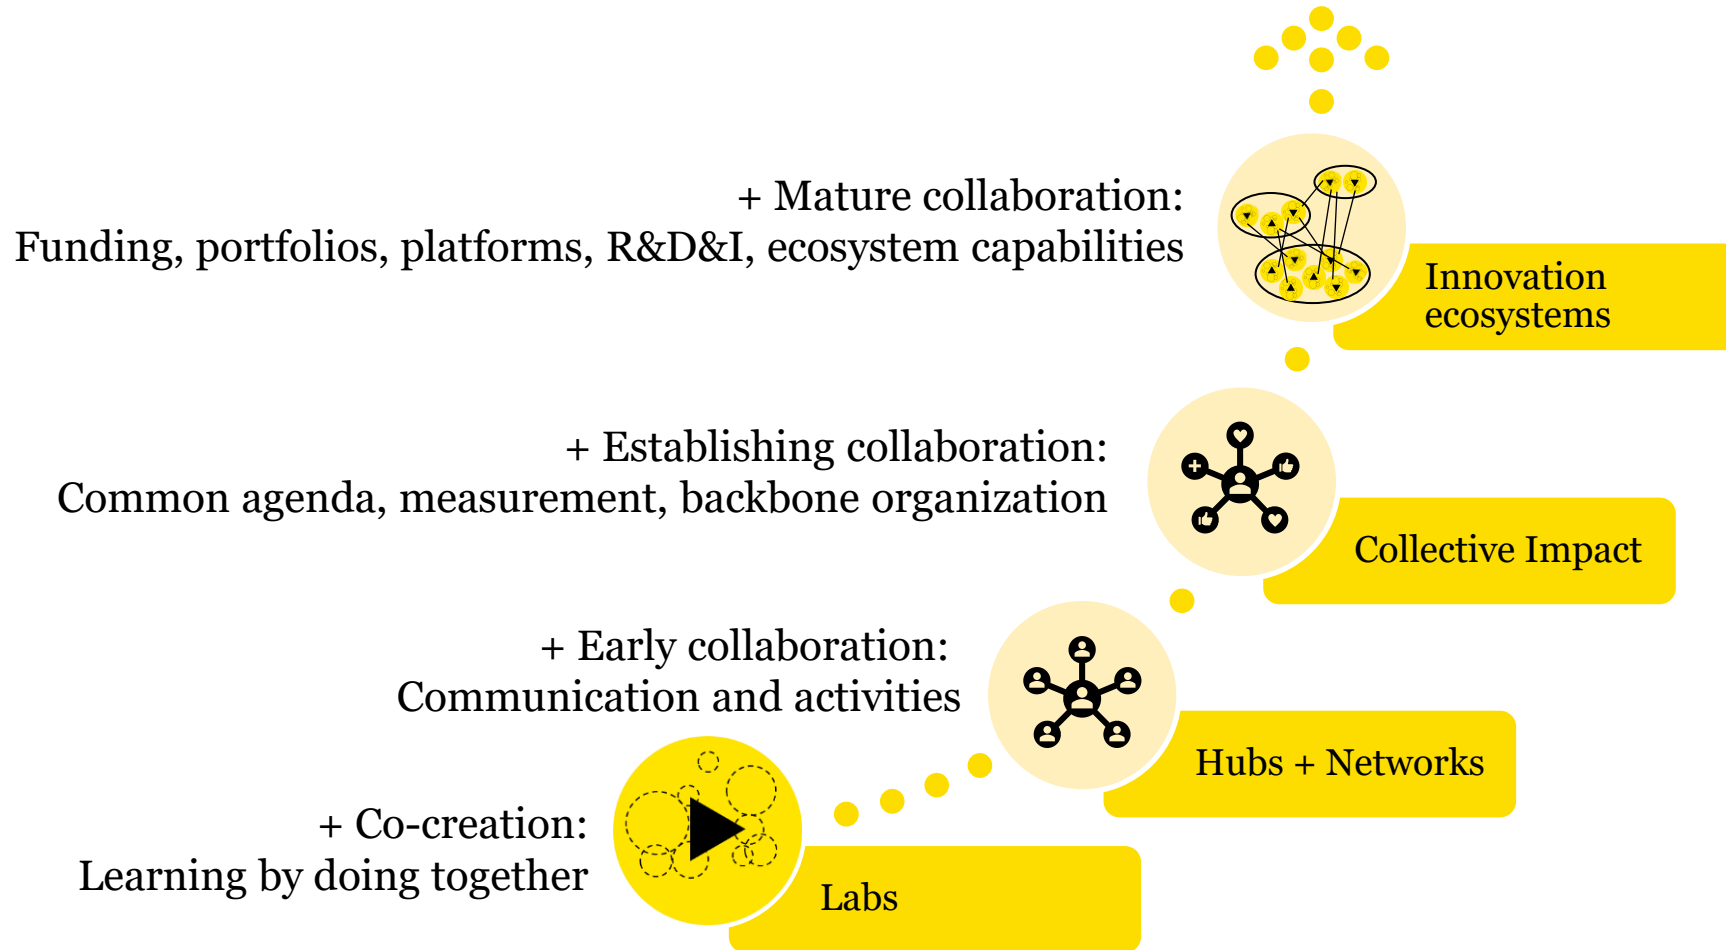 + Mature collaboration:
Funding, portfolios, platforms, R&D&I, ecosystem capabilities
Innovation
ecosystems
+ Establishing collaboration:
Common agenda, measurement, backbone organization
Collective Impact
+ Early collaboration:
Communication and activities
Hubs + Networks
+ Co-creation:
Learning by doing together
Labs